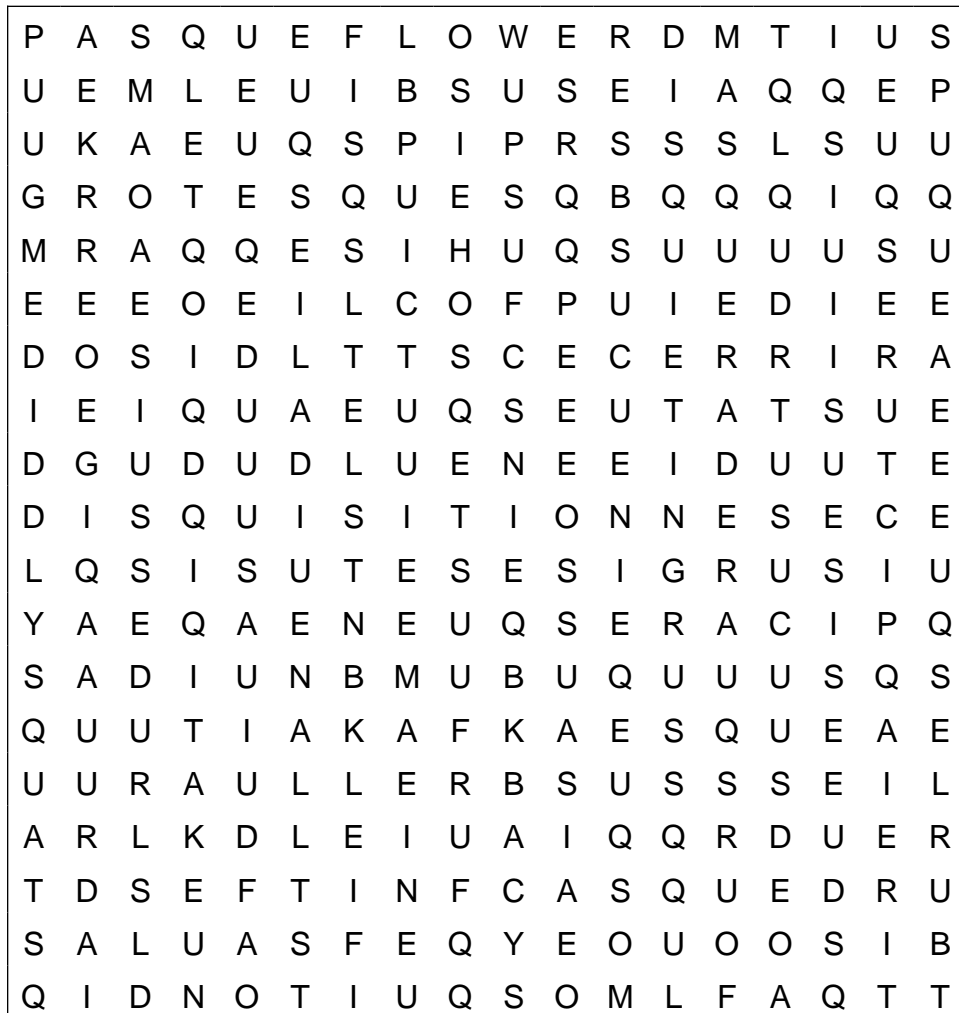 P A S Q U E F L O W E R D M T I U S
U E M L E U I B S U S E I A Q Q E P
U K A E U Q S P I P R S S S L S U U
G R O T E S Q U E S Q B Q Q Q I Q Q
M R A Q Q E S I H U Q S U U U U S U
E E E O E I L C O F P U I E D I E E
D O S I D L T T S C E C E R R I R A
I E I Q U A E U Q S E U T A T S U E
D G U D U D L U E N E E I D U U T E
D I S Q U I S I T I O N N E S E C E
L Q S I S U T E S E S I G R U S I U
Y A E Q A E N E U Q S E R A C I P Q
S A D I U N B M U B U Q U U U S Q S
Q U U T I A K A F K A E S Q U E A E
U U R A U L L E R B S U S S S E I L
A R L K D L E I U A I Q Q R D U E R
T D S E F T I N F C A S Q U E D R U
S A L U A S F E Q Y E O U O O S I B
Q I D N O T I U Q S O M L F A Q T T